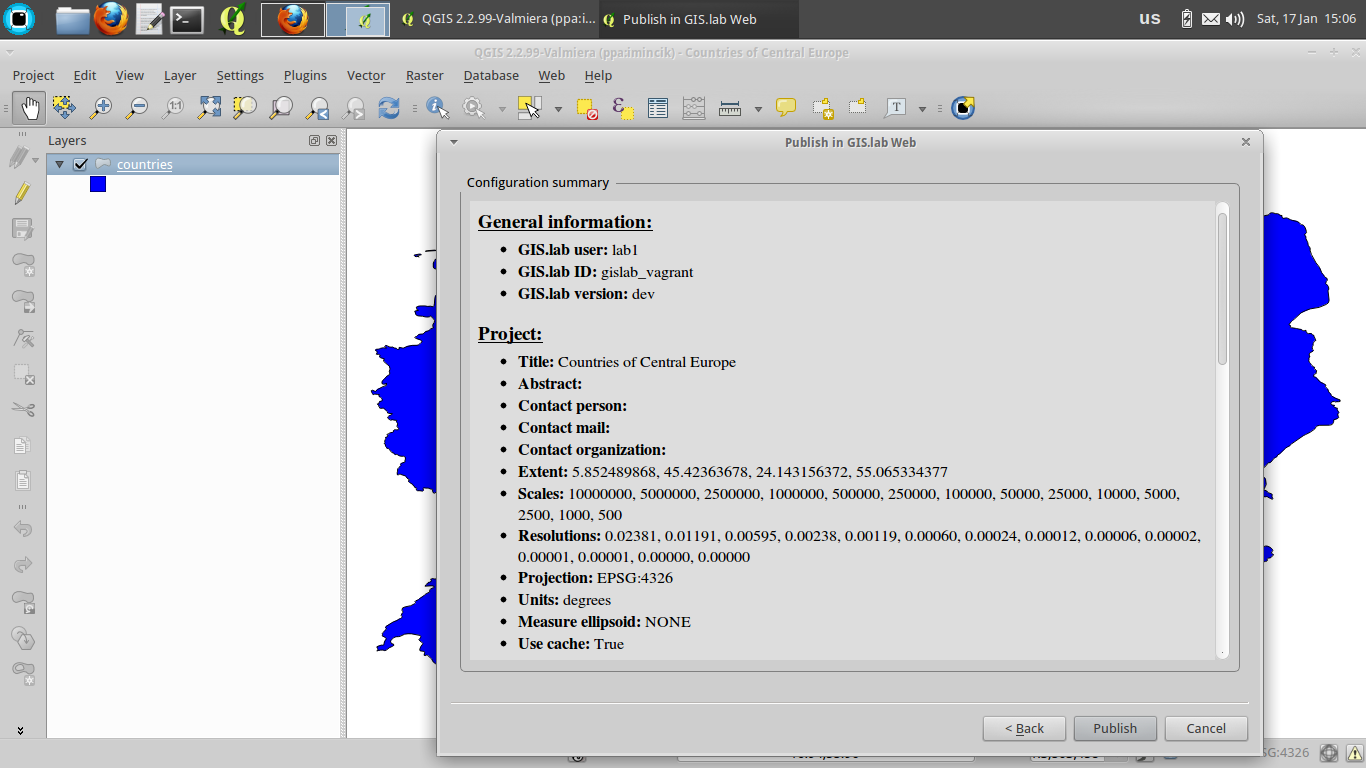 QGIS 2.2.99-Valmiera (ppa:i...
Publish in GIS.lab Web
us
Sat, 17 Jan 15:06
QGIS 2.2.99-Valmiera (ppa:imincik) - Countries of Central Europe
Project Edit View Layer Settings Plugins Vector Raster Database Web Help
Layers
countries
Publish in GIS.lab Web
Configuration summary
General information:
GIS.lab user: lab1
GIS.lab ID: gislab_vagrant
GIS.lab version: dev
Project:
Title: Countries of Central Europe
Abstract:
Contact person:
Contact mail:
Contact organization:
Extent: 5.852489868, 45.42363678, 24.143156372, 55.065334377
Scales: 10000000, 5000000, 2500000, 1000000, 500000, 250000, 100000, 50000, 25000, 10000, 5000,
2500, 1000, 500
Resolutions: 0.02381, 0.01191, 0.00595, 0.00238, 0.00119, 0.00060, 0.00024, 0.00012, 0.00006, 0.00002,
0.00001, 0.00001, 0.00000, 0.00000
Projection: EPSG:4326
Units: degrees
Measure ellipsoid: NONE
Use cache: True
< Back
Publish
Cancel
SG:4326